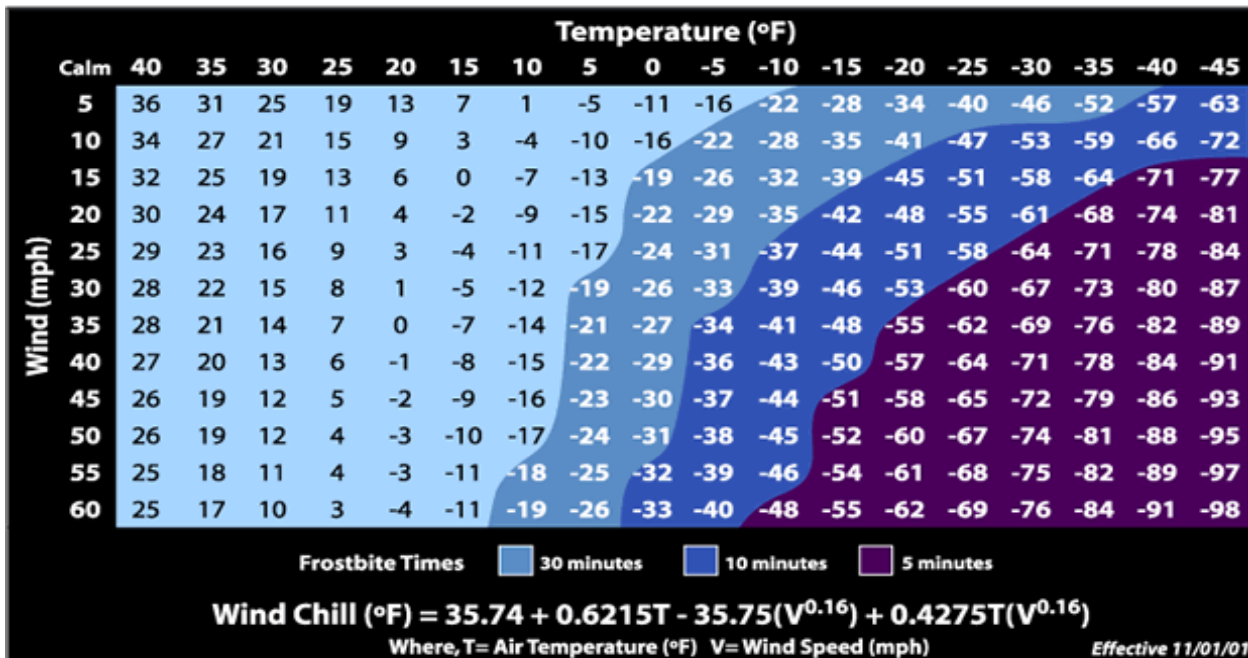 Temperature (ºF)
Calm 40 35 30 25 20 15 10 5 0 -5 -10 -15 -20 -25 -30 -35 -40 -45
5 36 31 25 19 13 7 1 -5 -11 -16 -22 -28 -34 -40 -46 -52 -57 -63
10 34 27 21 15 9 3 -4 -10 -16 -22 -28 -35 -41 -47 -53 -59 -66 -72
15 32 25 19 13 6 0 -7 -13 -19 -26 -32 -39 -45 -51 -58 -64 -71 -77
20 30 24 17 11 4 -2 -9 -15 -22 -29 -35 -42 -48 -55 -61 -68 -74 -81
25 29 23 16 9 3 -4 -11 -17 -24 -31 -37 -44 -51 -58 -64 -71 -78 -84
30 28 22 15 8 1 -5 -12 -19 -26 -33 -39 -46 -53 -60 -67 -73 -80 -87
35 28 21 14 7 0 -7 -14 -21 -27 -34 -41 -48 -55 -62 -69 -76 -82 -89
40 27 20 13 6 -1 -8 -15 -22 -29 -36 -43 -50 -57 -64 -71 -78 -84 -91
45 26 19 12 5 -2 -9 -16 -23 -30 -37 -44 -51 -58 -65 -72 -79 -86 -93
50 26 19 12 4 -3 -10 -17 -24 -31 -38 -45 -52 -60 -67 -74 -81 -88 -95
55 25 18 11 4 -3 -11 -18 -25 -32 -39 -46 -54 -61 -68 -75 -82 -89 -97
60 25 17 10 3 -4 -11 -19 -26 -33 -40 -48 -55 -62 -69 -76 -84 -91 -98
Wind (mph)
Frostbite Times 30 minutes 10 minutes 5 minutes
Wind Chill (ºF) = 35.74 + 0.6215T - 35.75(V^0.16) + 0.4275T(V^0.16)
Where, T= Air Temperature (ºF) V= Wind Speed (mph) Effective 11/01/01